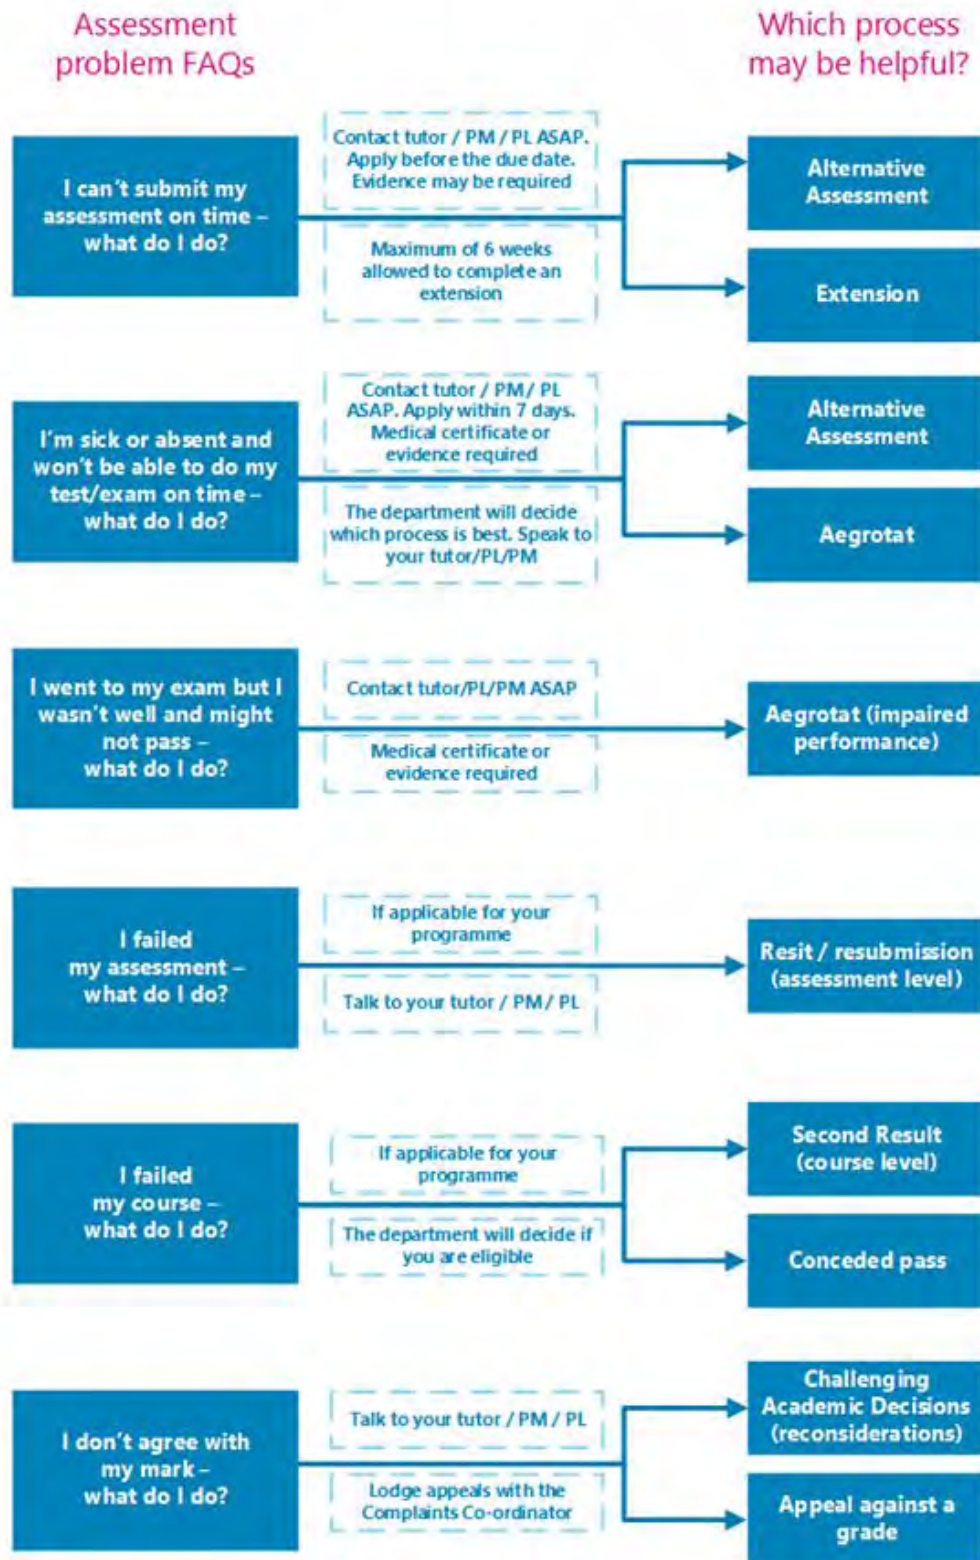 Assessment
problem FAQs
Which process
may be helpful?
I can't submit my
assessment on time –
what do I do?
Contact tutor / PM / PL ASAP.
Apply before the due date.
Evidence may be required
Maximum of 6 weeks
allowed to complete an
extension
Alternative
Assessment
Extension
I'm sick or absent and
won't be able to do my
test/exam on time –
what do I do?
Contact tutor / PM / PL
ASAP. Apply within 7 days.
Medical certificate or
evidence required
The department will decide
which process is best. Speak to
your tutor/PL/PM
Alternative
Assessment
Aegrotat
I went to my exam but I
wasn't well and might
not pass –
what do I do?
Contact tutor/PL/PM ASAP
Medical certificate or
evidence required
Aegrotat (impaired
performance)
I failed
my assessment –
what do I do?
If applicable for your
programme
Talk to your tutor / PM / PL
Resit / resubmission
(assessment level)
I failed
my course –
what do I do?
If applicable for your
programme
The department will decide if
you are eligible
Second Result
(course level)
Conceded pass
I don't agree with
my mark –
what do I do?
Talk to your tutor / PM / PL
Lodge appeals with the
Complaints Co-ordinator
Challenging
Academic Decisions
(reconsiderations)
Appeal against a
grade